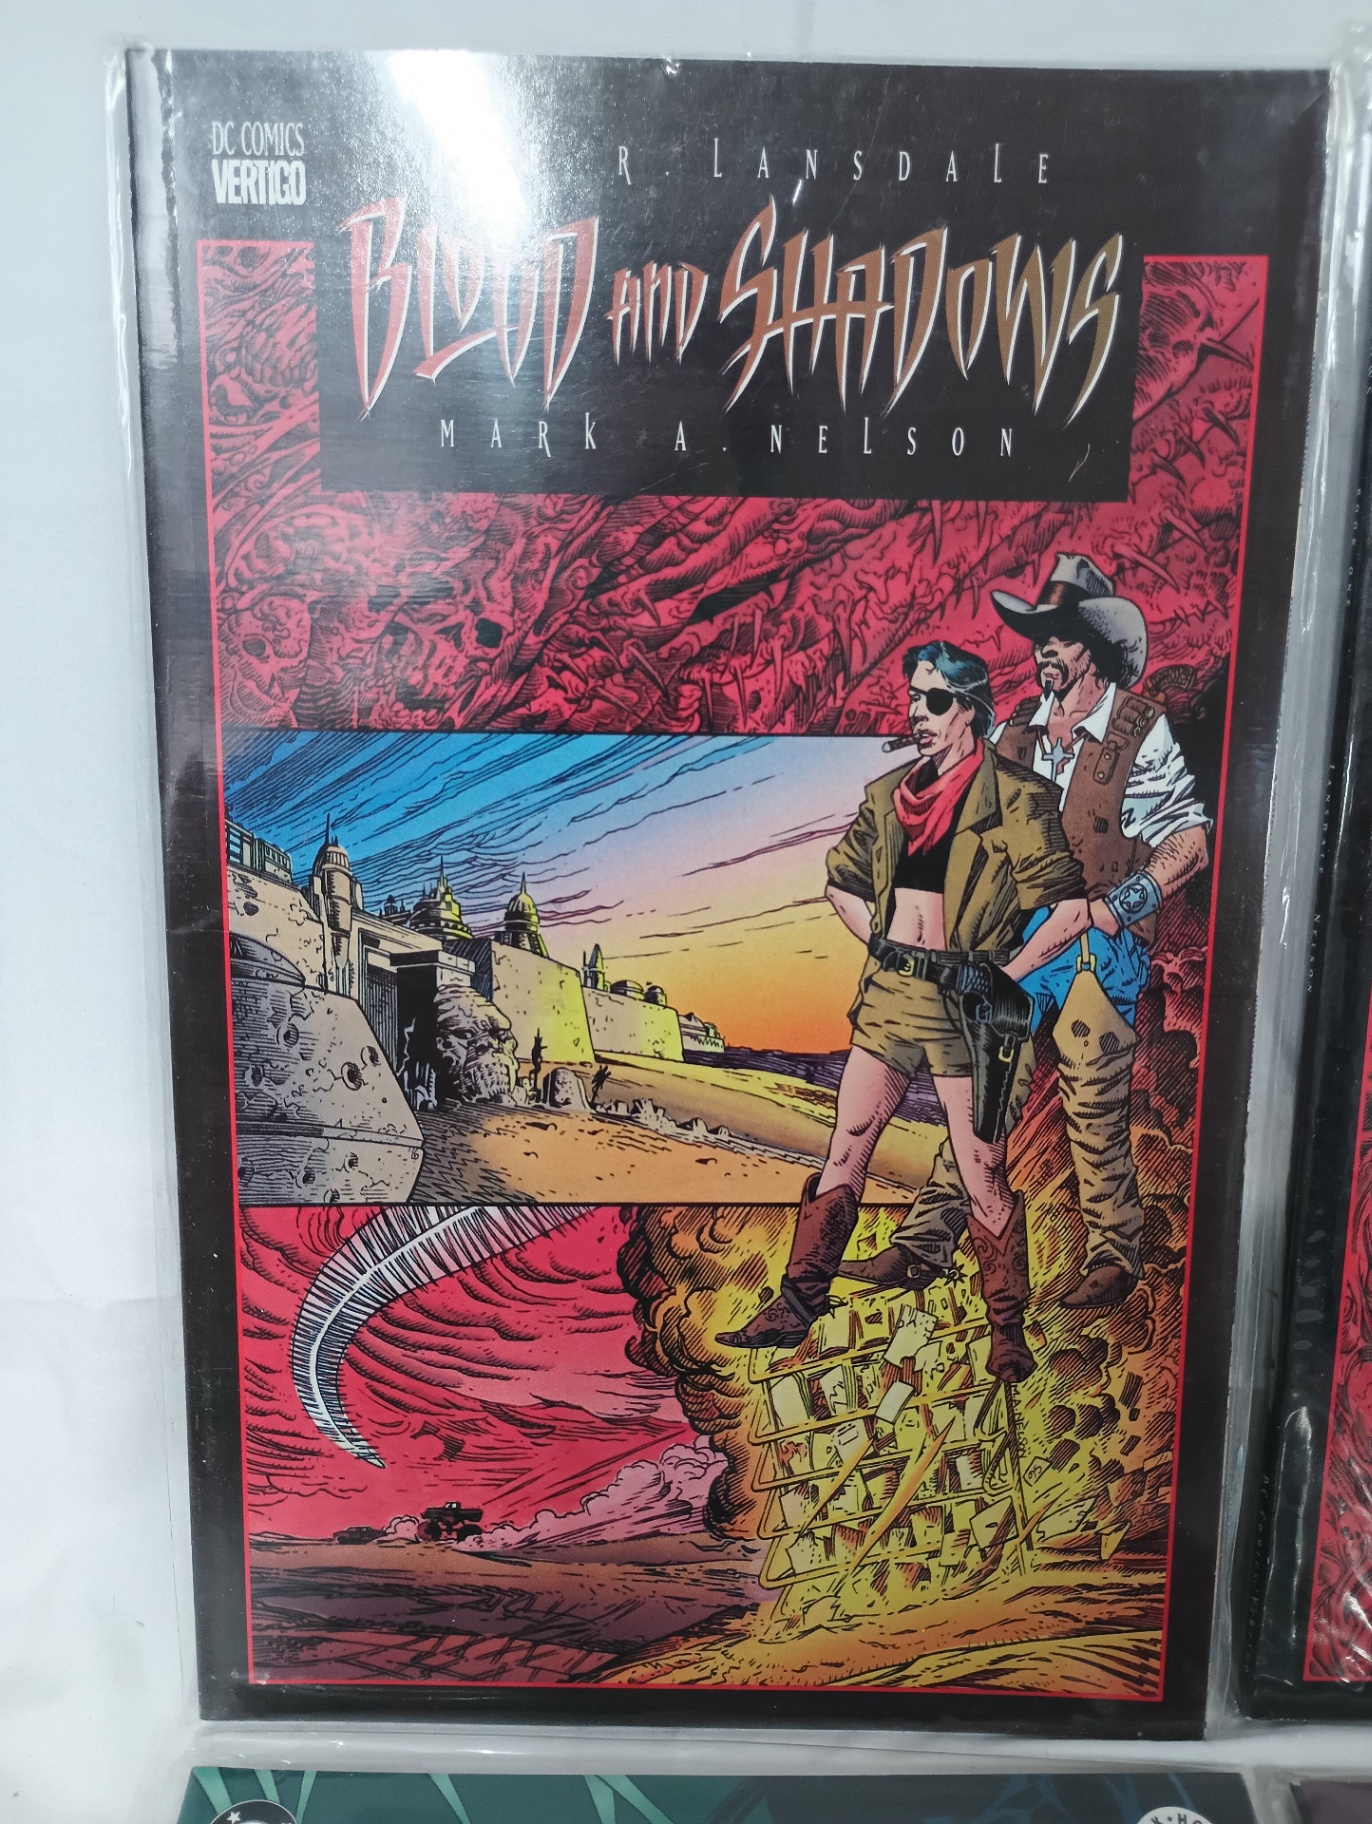 DC COMICS
VERTIGO
R. LANSDALE
BLOOD AND SHADOWS
MARK A. NELSON